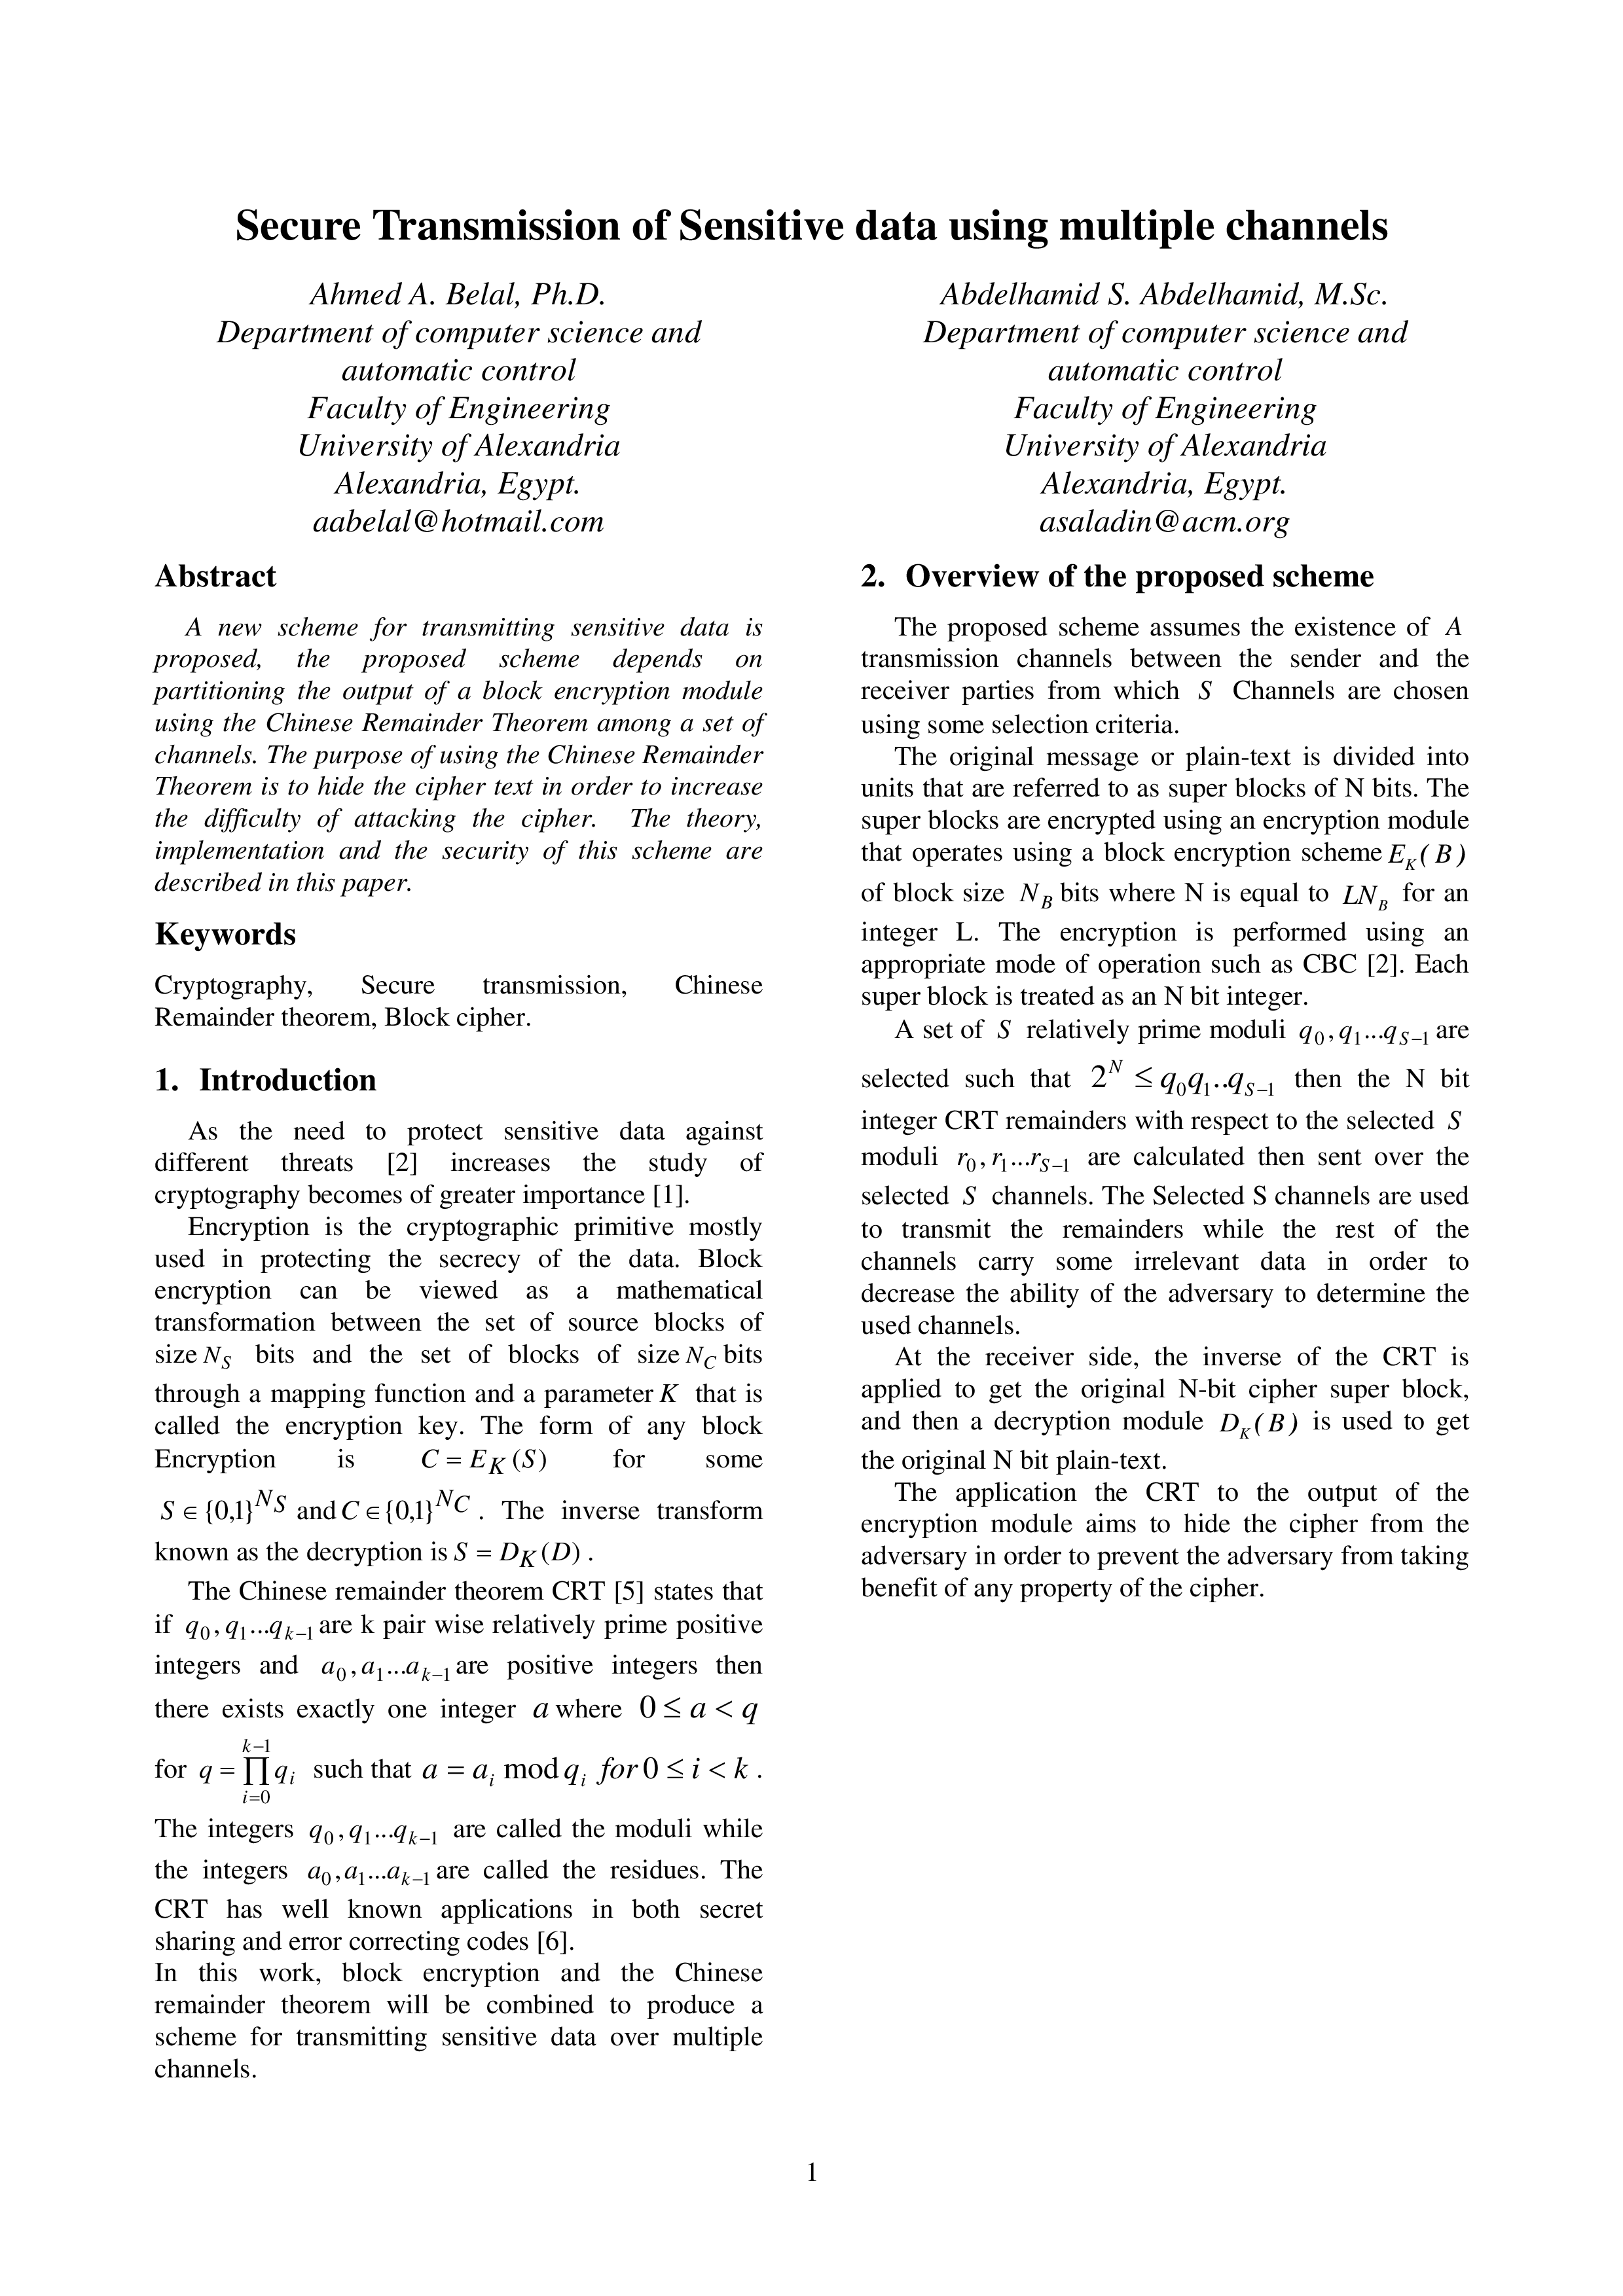 Secure Transmission of Sensitive data using multiple channels
Ahmed A. Belal, Ph.D.
Department of computer science and
automatic control
Faculty of Engineering
University of Alexandria
Alexandria, Egypt.
aabelal@hotmail.com
Abdelhamid S. Abdelhamid, M.Sc.
Department of computer science and
automatic control
Faculty of Engineering
University of Alexandria
Alexandria, Egypt.
asaladin@acm.org
Abstract
A new scheme for transmitting sensitive data is
proposed, the proposed scheme depends on
partitioning the output of a block encryption module
using the Chinese Remainder Theorem among a set of
channels. The purpose of using the Chinese Remainder
Theorem is to hide the cipher text in order to increase
the difficulty of attacking the cipher. The theory,
implementation and the security of this scheme are
described in this paper.
Keywords
Cryptography, Secure transmission, Chinese
Remainder theorem, Block cipher.
1. Introduction
As the need to protect sensitive data against
different threats [2] increases the study of
cryptography becomes of greater importance [1].
Encryption is the cryptographic primitive mostly
used in protecting the secrecy of the data. Block
encryption can be viewed as a mathematical
transformation between the set of source blocks of
size $N_S$ bits and the set of blocks of size $N_C$ bits
through a mapping function and a parameter $K$ that is
called the encryption key. The form of any block
Encryption is $C = E_K(S)$ for some
$S \in \{0,1\}^{N_S}$ and $C \in \{0,1\}^{N_C}$. The inverse transform
known as the decryption is $S = D_K(D)$.
The Chinese remainder theorem CRT [5] states that
if $q_0, q_1...q_{k-1}$ are k pair wise relatively prime positive
integers and $a_0, a_1...a_{k-1}$ are positive integers then
there exists exactly one integer $a$ where $0 \leq a < q$
for $q = \prod_{i=0}^{k-1} q_i$ such that $a = a_i \bmod q_i \ for \ 0 \leq i < k$.
The integers $q_0, q_1...q_{k-1}$ are called the moduli while
the integers $a_0, a_1...a_{k-1}$ are called the residues. The
CRT has well known applications in both secret
sharing and error correcting codes [6].
In this work, block encryption and the Chinese
remainder theorem will be combined to produce a
scheme for transmitting sensitive data over multiple
channels.
2. Overview of the proposed scheme
The proposed scheme assumes the existence of $A$
transmission channels between the sender and the
receiver parties from which $S$ Channels are chosen
using some selection criteria.
The original message or plain-text is divided into
units that are referred to as super blocks of N bits. The
super blocks are encrypted using an encryption module
that operates using a block encryption scheme $E_K(B)$
of block size $N_B$ bits where N is equal to $LN_B$ for an
integer L. The encryption is performed using an
appropriate mode of operation such as CBC [2]. Each
super block is treated as an N bit integer.
A set of $S$ relatively prime moduli $q_0, q_1...q_{S-1}$ are
selected such that $2^N \leq q_0 q_1..q_{S-1}$ then the N bit
integer CRT remainders with respect to the selected $S$
moduli $r_0, r_1...r_{S-1}$ are calculated then sent over the
selected $S$ channels. The Selected S channels are used
to transmit the remainders while the rest of the
channels carry some irrelevant data in order to
decrease the ability of the adversary to determine the
used channels.
At the receiver side, the inverse of the CRT is
applied to get the original N-bit cipher super block,
and then a decryption module $D_K(B)$ is used to get
the original N bit plain-text.
The application the CRT to the output of the
encryption module aims to hide the cipher from the
adversary in order to prevent the adversary from taking
benefit of any property of the cipher.
1